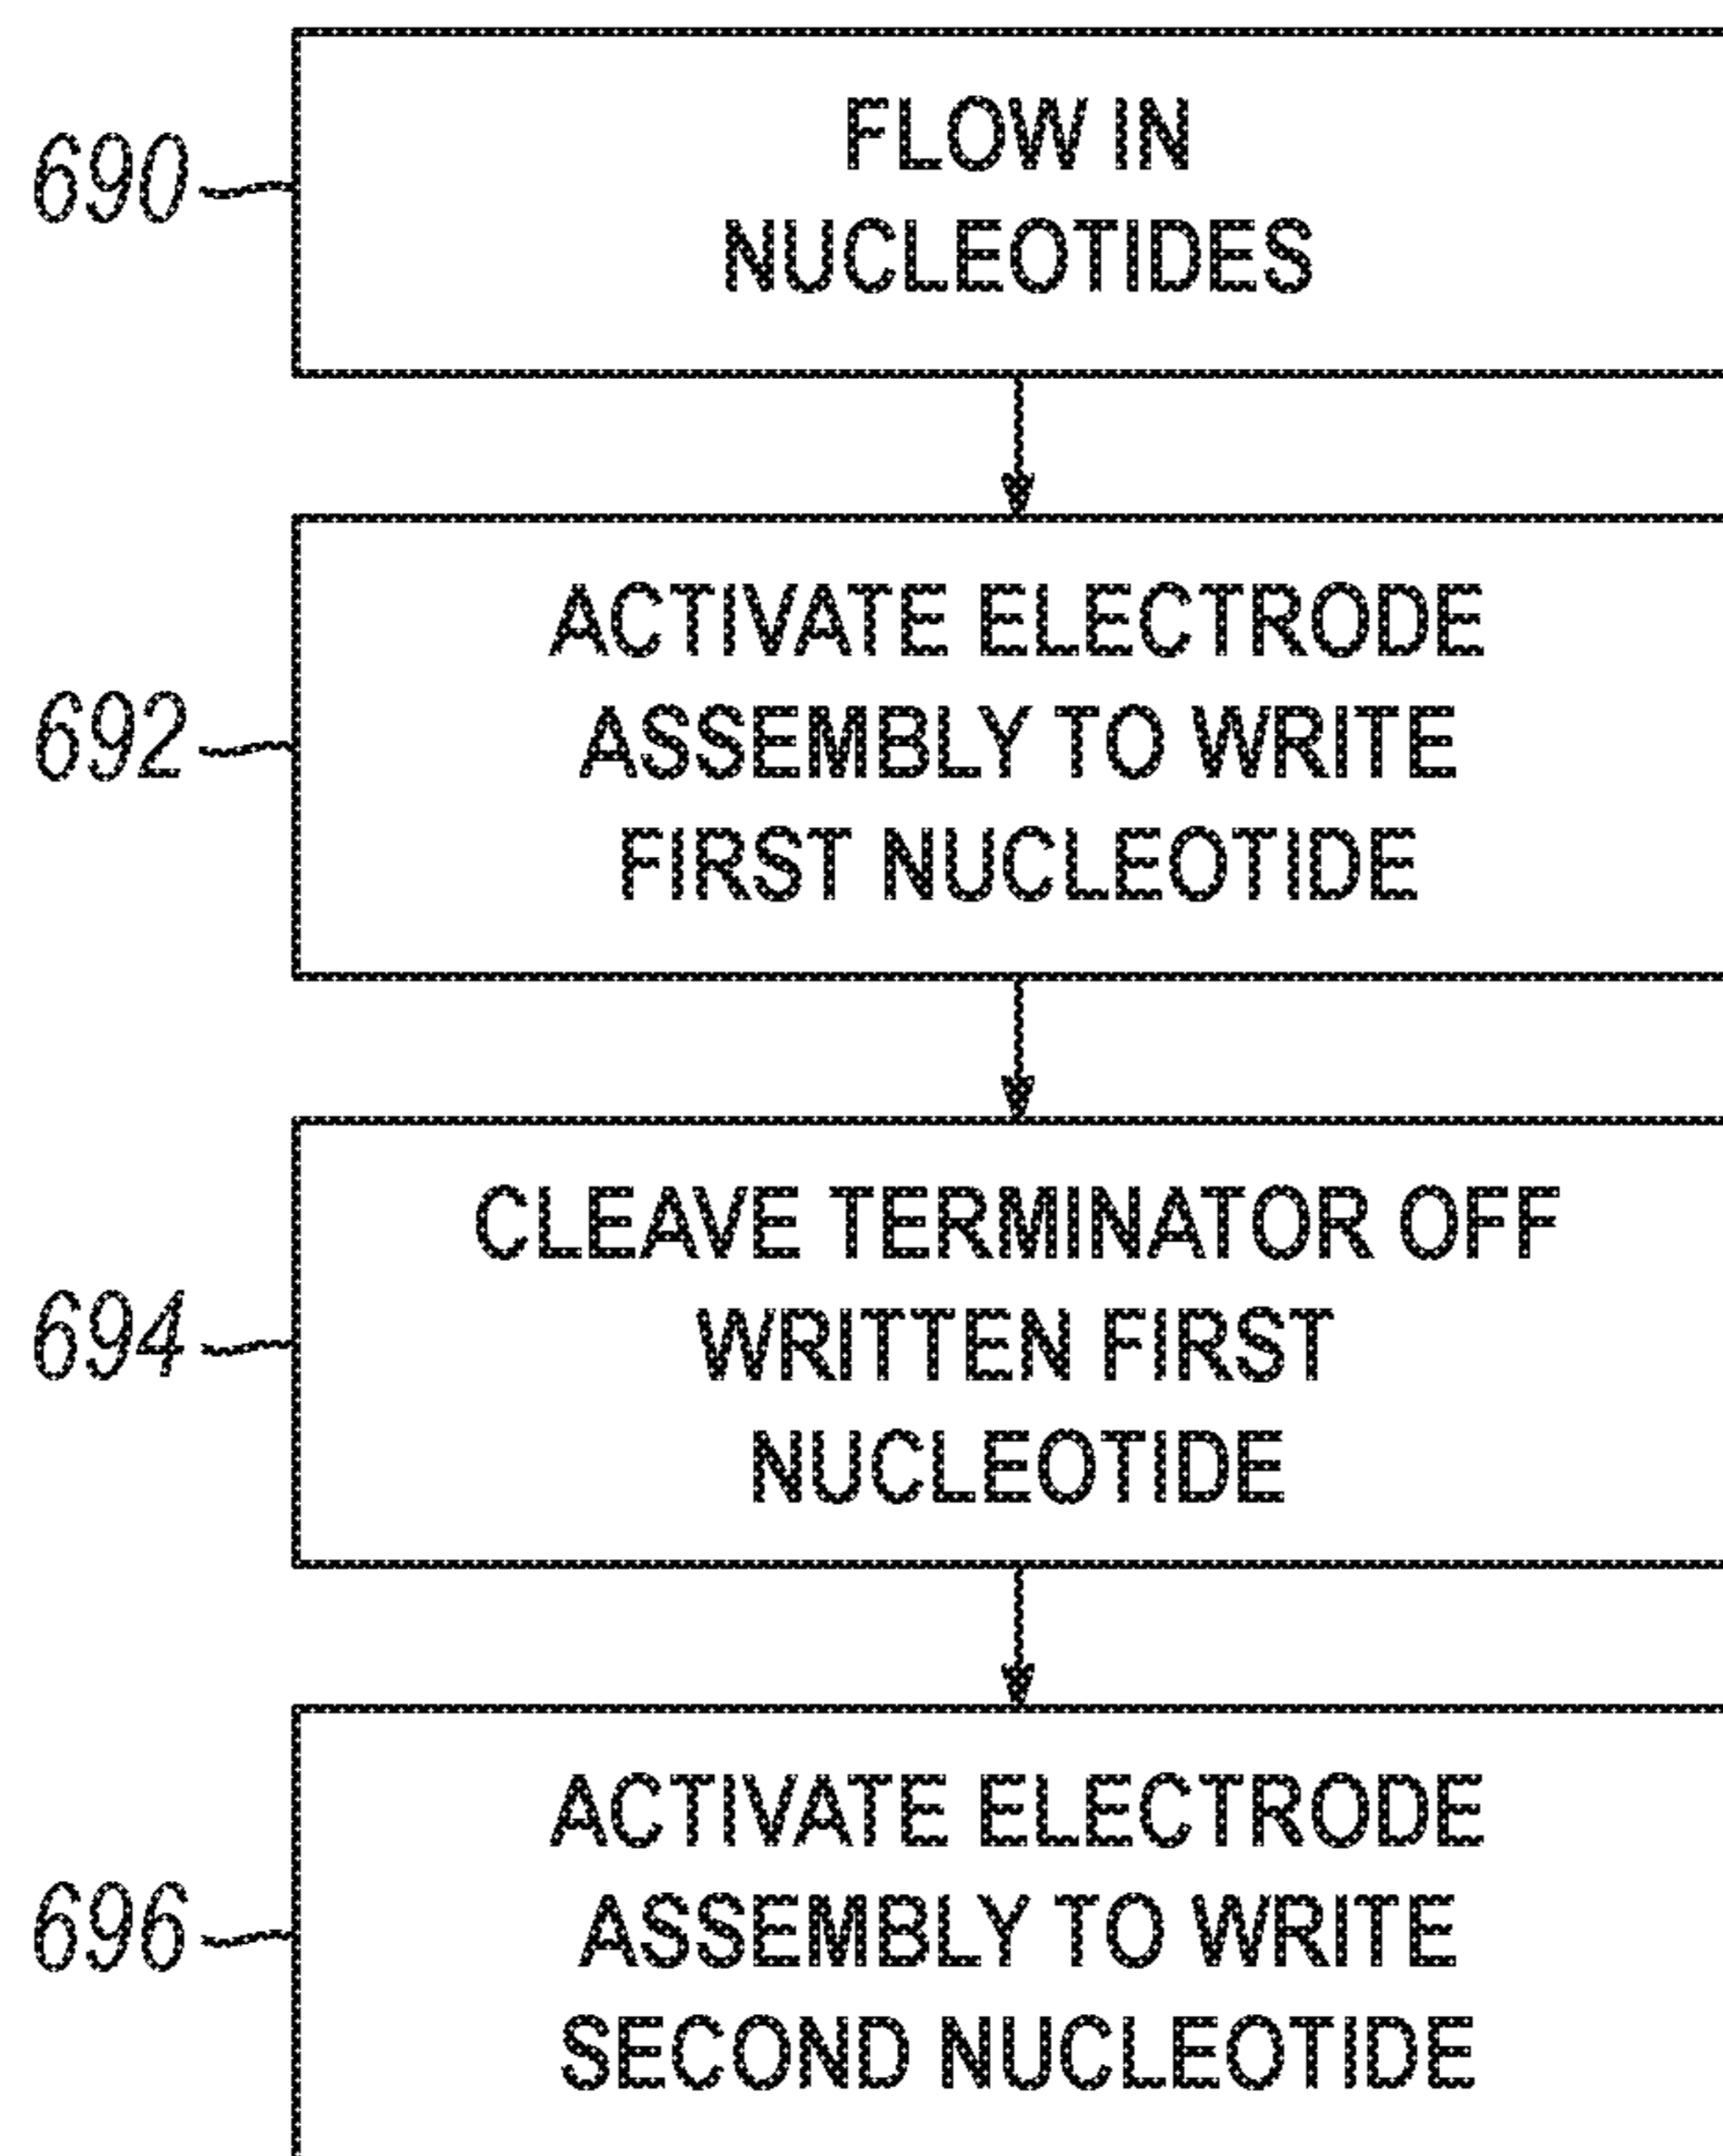 FLOW IN
NUCLEOTIDES
690
ACTIVATE ELECTRODE
ASSEMBLY TO WRITE
FIRST NUCLEOTIDE
692
CLEAVE TERMINATOR OFF
WRITTEN FIRST
NUCLEOTIDE
694
ACTIVATE ELECTRODE
ASSEMBLY TO WRITE
SECOND NUCLEOTIDE
696